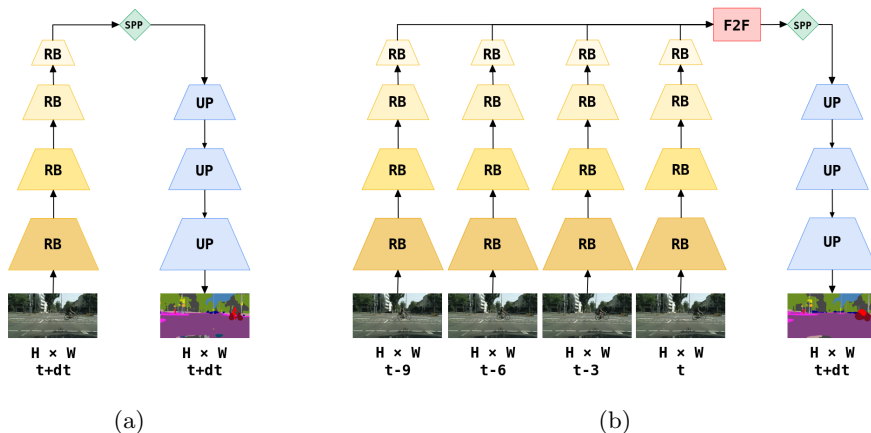 SPP
RB
RB
RB
RB
UP
UP
UP
H × W
t+dt
H × W
t+dt
(a)
F2F
SPP
RB RB RB RB
RB RB RB RB
RB RB RB RB
RB RB RB RB
UP
UP
UP
H × W H × W H × W H × W H × W
t-9 t-6 t-3 t t+dt
(b)